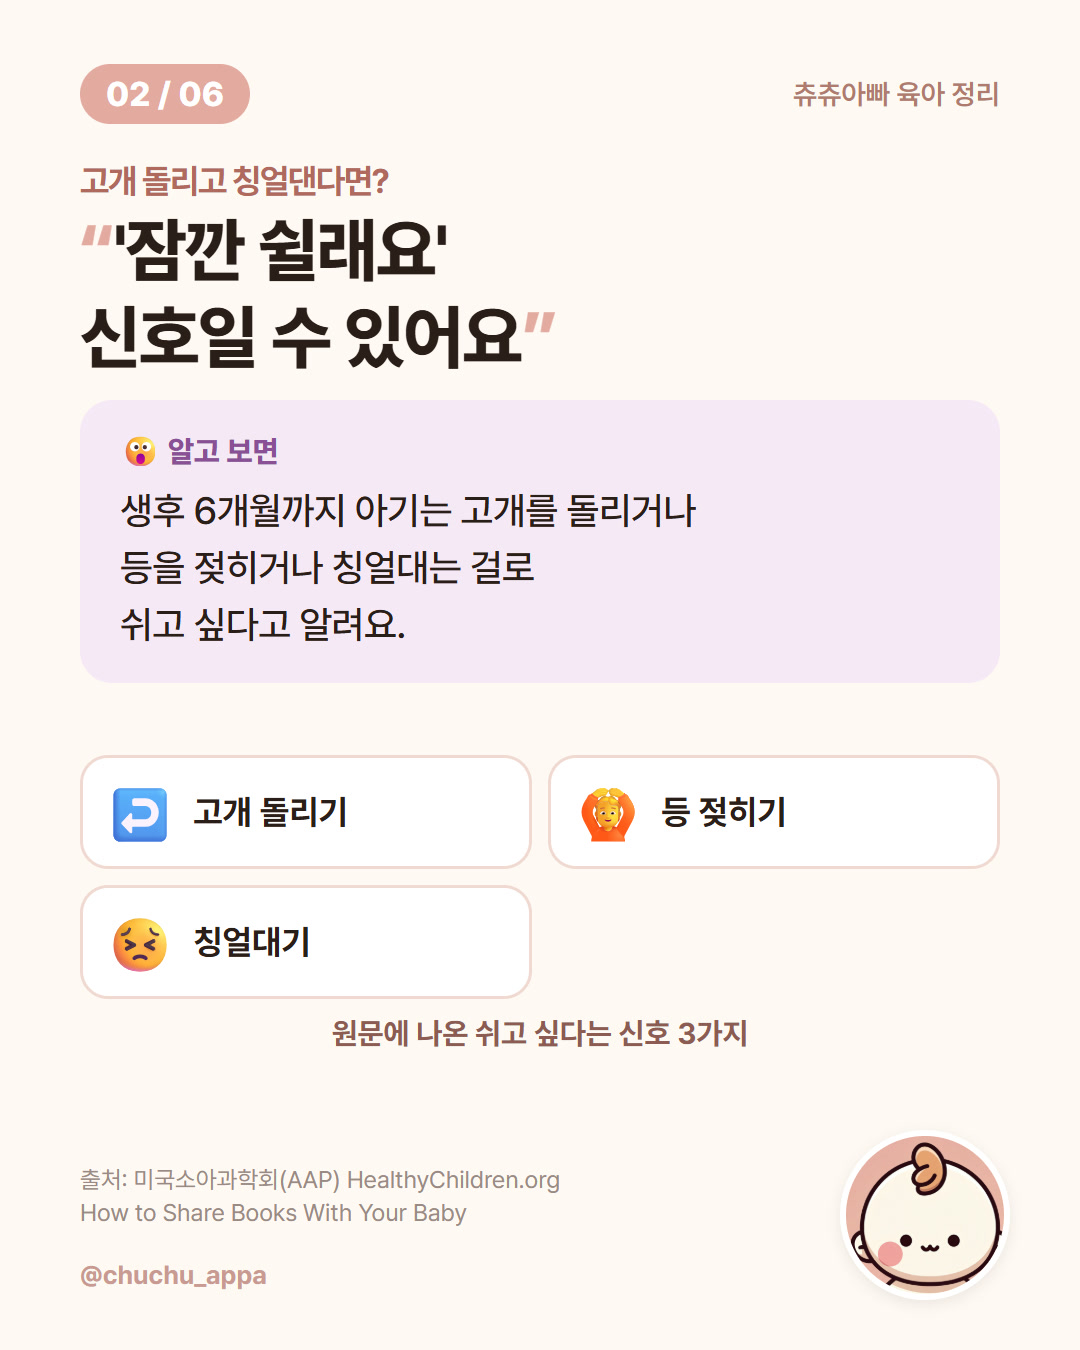 02 / 06
츄츄아빠 육아 정리
고개 돌리고 칭얼댄다면?
“'잠깐 쉴래요'
신호일 수 있어요”
알고 보면
생후 6개월까지 아기는 고개를 돌리거나
등을 젖히거나 칭얼대는 걸로
쉬고 싶다고 알려요.
고개 돌리기
등 젖히기
칭얼대기
원문에 나온 쉬고 싶다는 신호 3가지
출처: 미국소아과학회(AAP) HealthyChildren.org
How to Share Books With Your Baby
@chuchu_appa